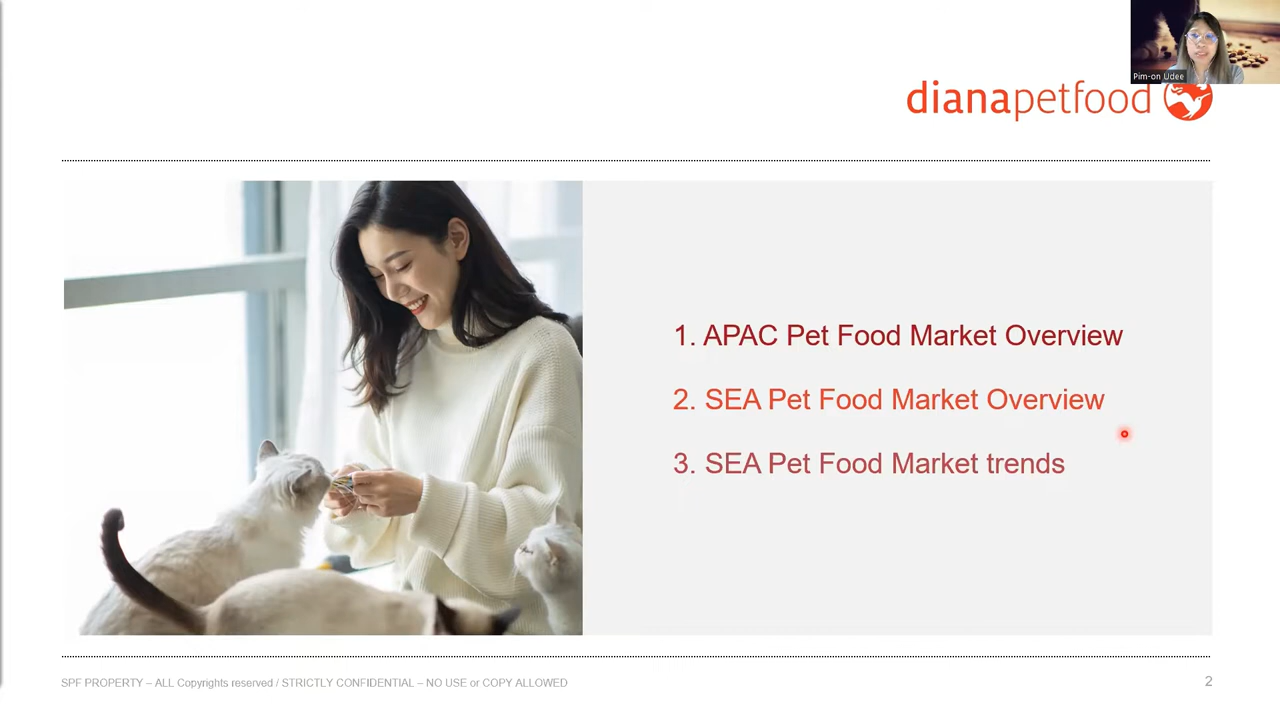 Pim-on Udee
dianapetfood
1. APAC Pet Food Market Overview
2. SEA Pet Food Market Overview
3. SEA Pet Food Market trends
SPF PROPERTY – ALL Copyrights reserved / STRICTLY CONFIDENTIAL – NO USE or COPY ALLOWED
2